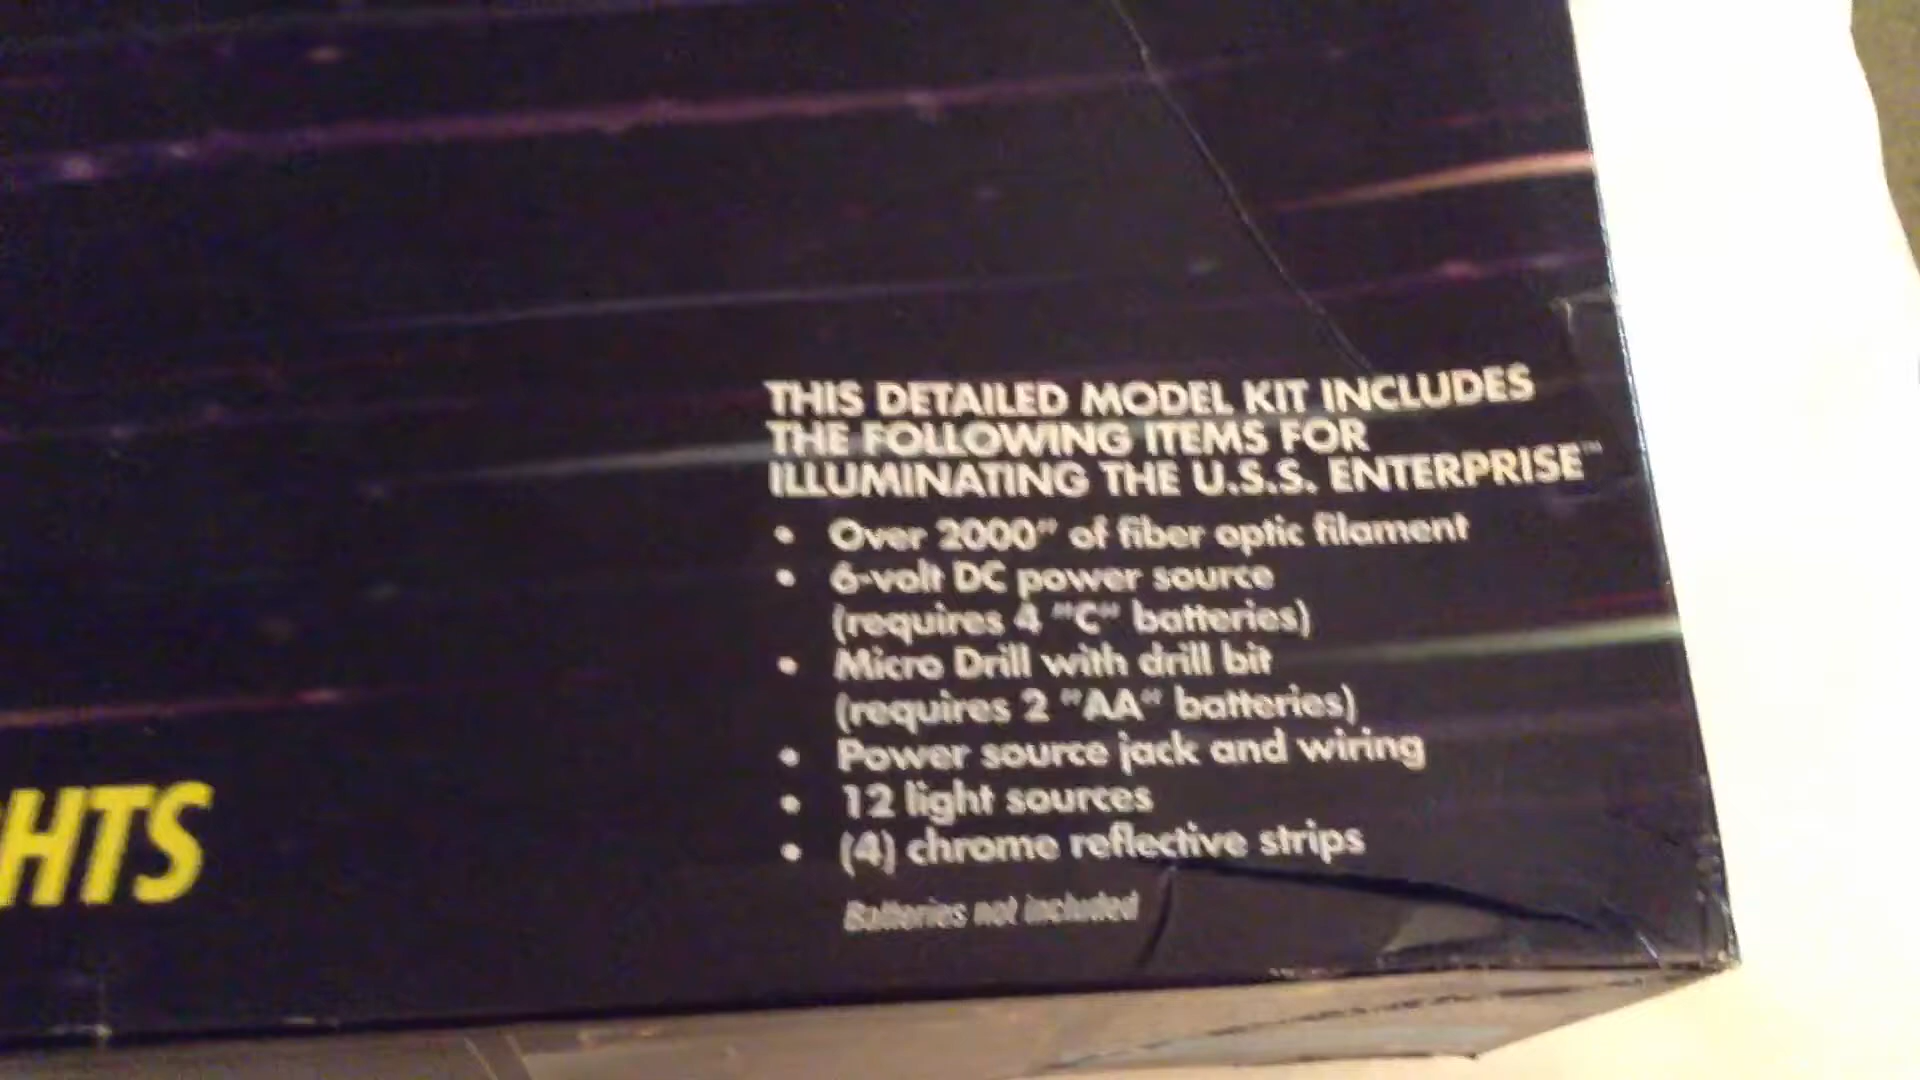 THIS DETAILED MODEL KIT INCLUDES
THE FOLLOWING ITEMS FOR
ILLUMINATING THE U.S.S. ENTERPRISE™
• Over 2000" of fiber optic filament
• 6-volt DC power source
(requires 4 "C" batteries)
• Micro Drill with drill bit
(requires 2 "AA" batteries)
• Power source jack and wiring
• 12 light sources
• (4) chrome reflective strips
Batteries not included
HTS